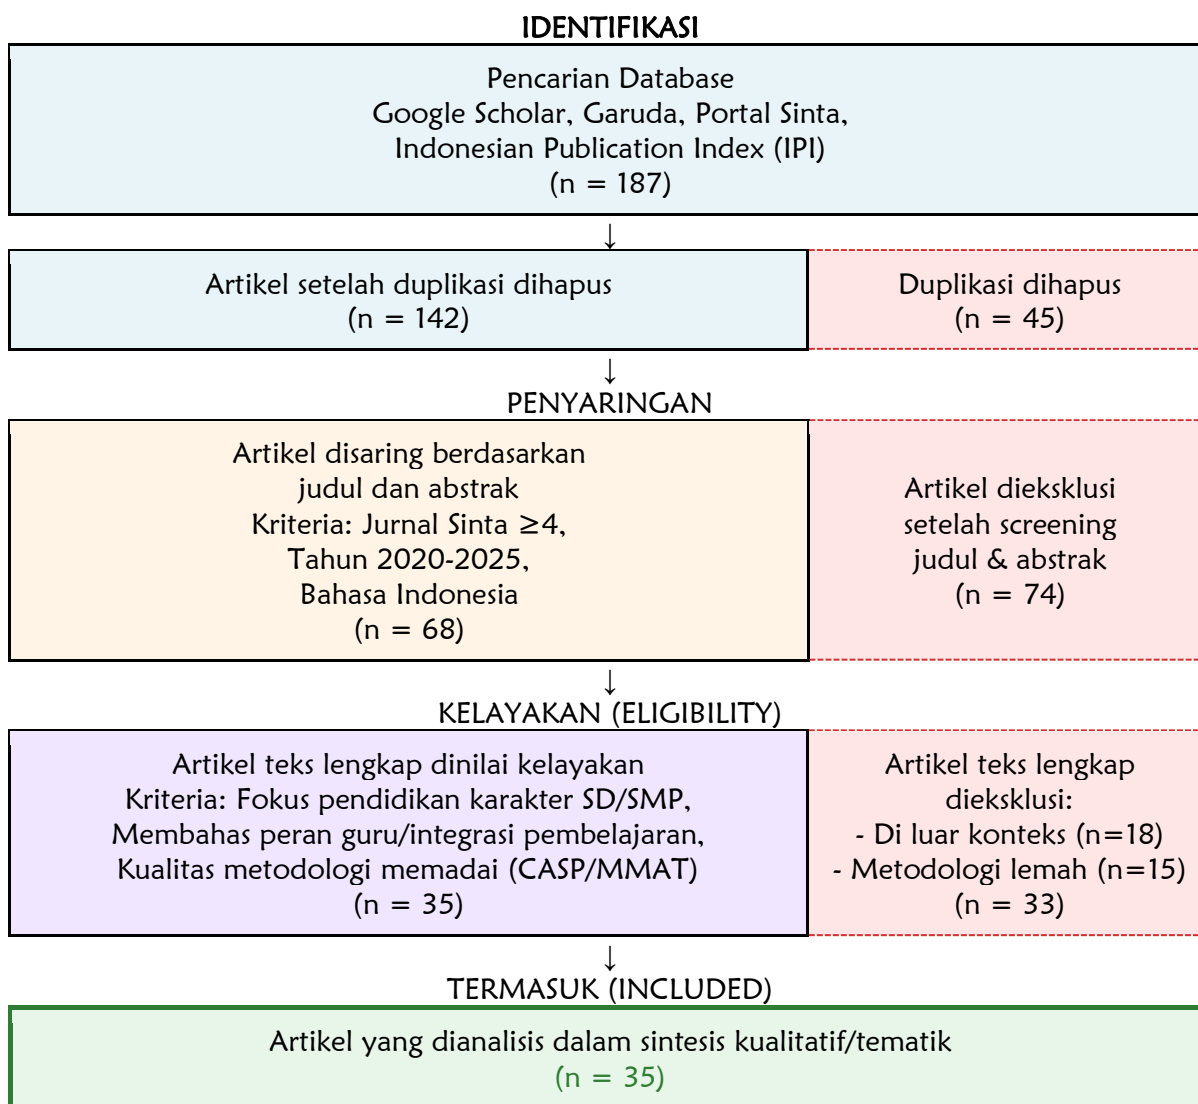 IDENTIFIKASI
Pencarian Database
Google Scholar, Garuda, Portal Sinta,
Indonesian Publication Index (IPI)
(n = 187)
↓
Artikel setelah duplikasi dihapus
(n = 142)
Duplikasi dihapus
(n = 45)
↓
PENYARINGAN
Artikel disaring berdasarkan
judul dan abstrak
Kriteria: Jurnal Sinta ≥4,
Tahun 2020-2025,
Bahasa Indonesia
(n = 68)
Artikel dieksklusi
setelah screening
judul & abstrak
(n = 74)
↓
KELAYAKAN (ELIGIBILITY)
Artikel teks lengkap dinilai kelayakan
Kriteria: Fokus pendidikan karakter SD/SMP,
Membahas peran guru/integrasi pembelajaran,
Kualitas metodologi memadai (CASP/MMAT)
(n = 35)
Artikel teks lengkap
dieksklusi:
- Di luar konteks (n=18)
- Metodologi lemah (n=15)
(n = 33)
↓
TERMASUK (INCLUDED)
Artikel yang dianalisis dalam sintesis kualitatif/tematik
(n = 35)